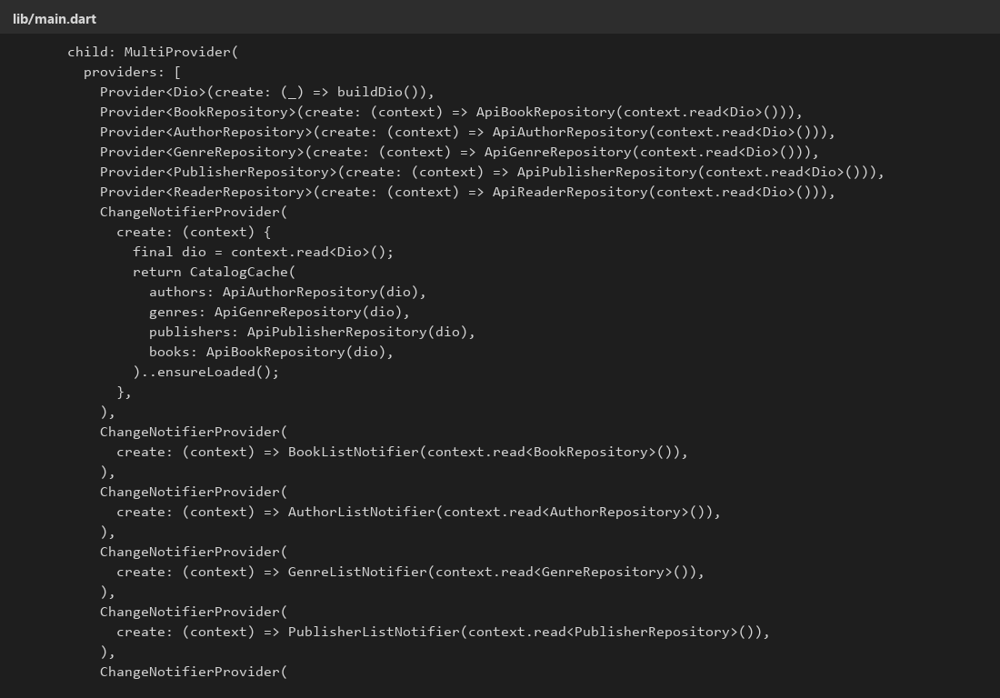 lib/main.dart
child: MultiProvider(
providers: [
Provider<Dio>(create: (_) => buildDio()),
Provider<BookRepository>(create: (context) => ApiBookRepository(context.read<Dio>())),
Provider<AuthorRepository>(create: (context) => ApiAuthorRepository(context.read<Dio>())),
Provider<GenreRepository>(create: (context) => ApiGenreRepository(context.read<Dio>())),
Provider<PublisherRepository>(create: (context) => ApiPublisherRepository(context.read<Dio>())),
Provider<ReaderRepository>(create: (context) => ApiReaderRepository(context.read<Dio>())),
ChangeNotifierProvider(
create: (context) {
final dio = context.read<Dio>();
return CatalogCache(
authors: ApiAuthorRepository(dio),
genres: ApiGenreRepository(dio),
publishers: ApiPublisherRepository(dio),
books: ApiBookRepository(dio),
)..ensureLoaded();
},
),
ChangeNotifierProvider(
create: (context) => BookListNotifier(context.read<BookRepository>()),
),
ChangeNotifierProvider(
create: (context) => AuthorListNotifier(context.read<AuthorRepository>()),
),
ChangeNotifierProvider(
create: (context) => GenreListNotifier(context.read<GenreRepository>()),
),
ChangeNotifierProvider(
create: (context) => PublisherListNotifier(context.read<PublisherRepository>()),
),
ChangeNotifierProvider(